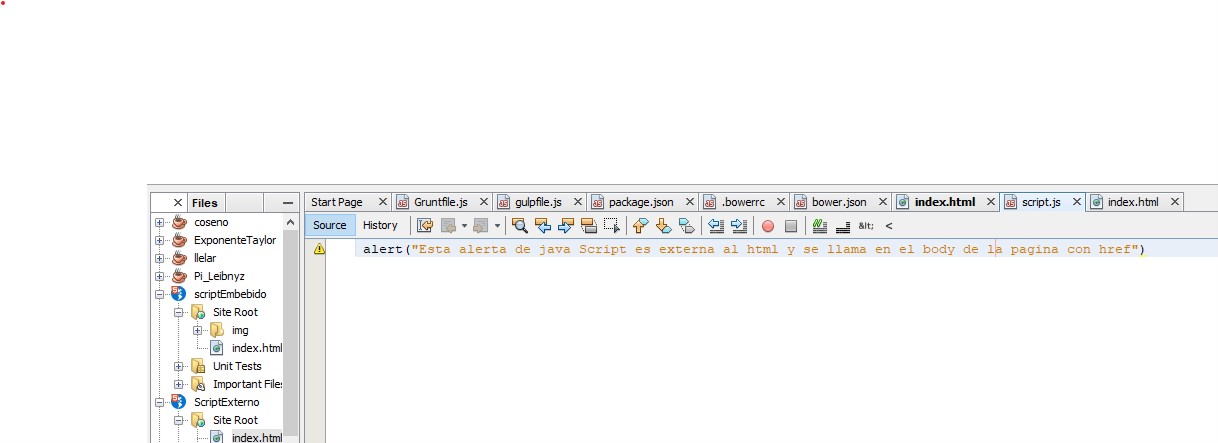 Files
Start Page
Gruntfile.js
gulpfile.js
package.json
.bowerrc
bower.json
index.html
script.js
index.html
Source
History
&lt;
<
alert("Esta alerta de java Script es externa al html y se llama en el body de la pagina con href")
coseno
ExponenteTaylor
llelar
Pi_Leibnyz
scriptEmbebido
Site Root
img
index.html
Unit Tests
Important Files
ScriptExterno
Site Root
index.html